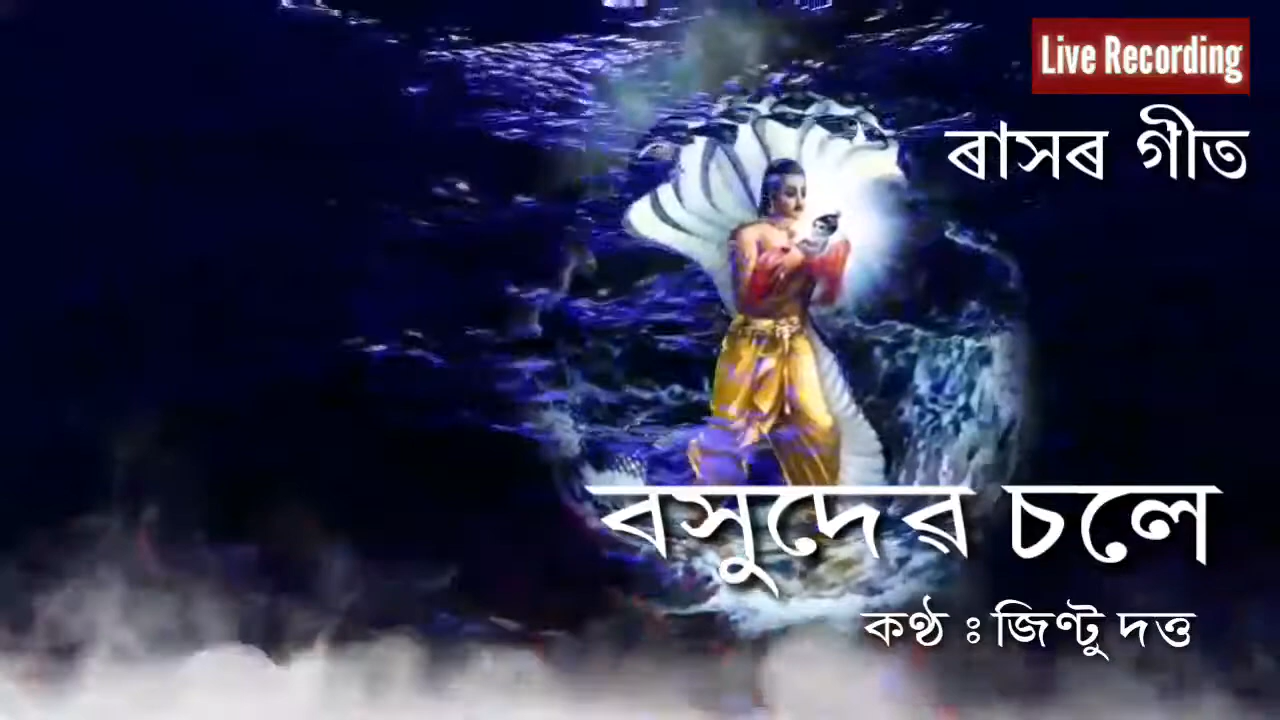 Live Recording
ৰাসৰ গীত
বসুদেৱ চলে
কণ্ঠ : জিণ্টু দত্ত